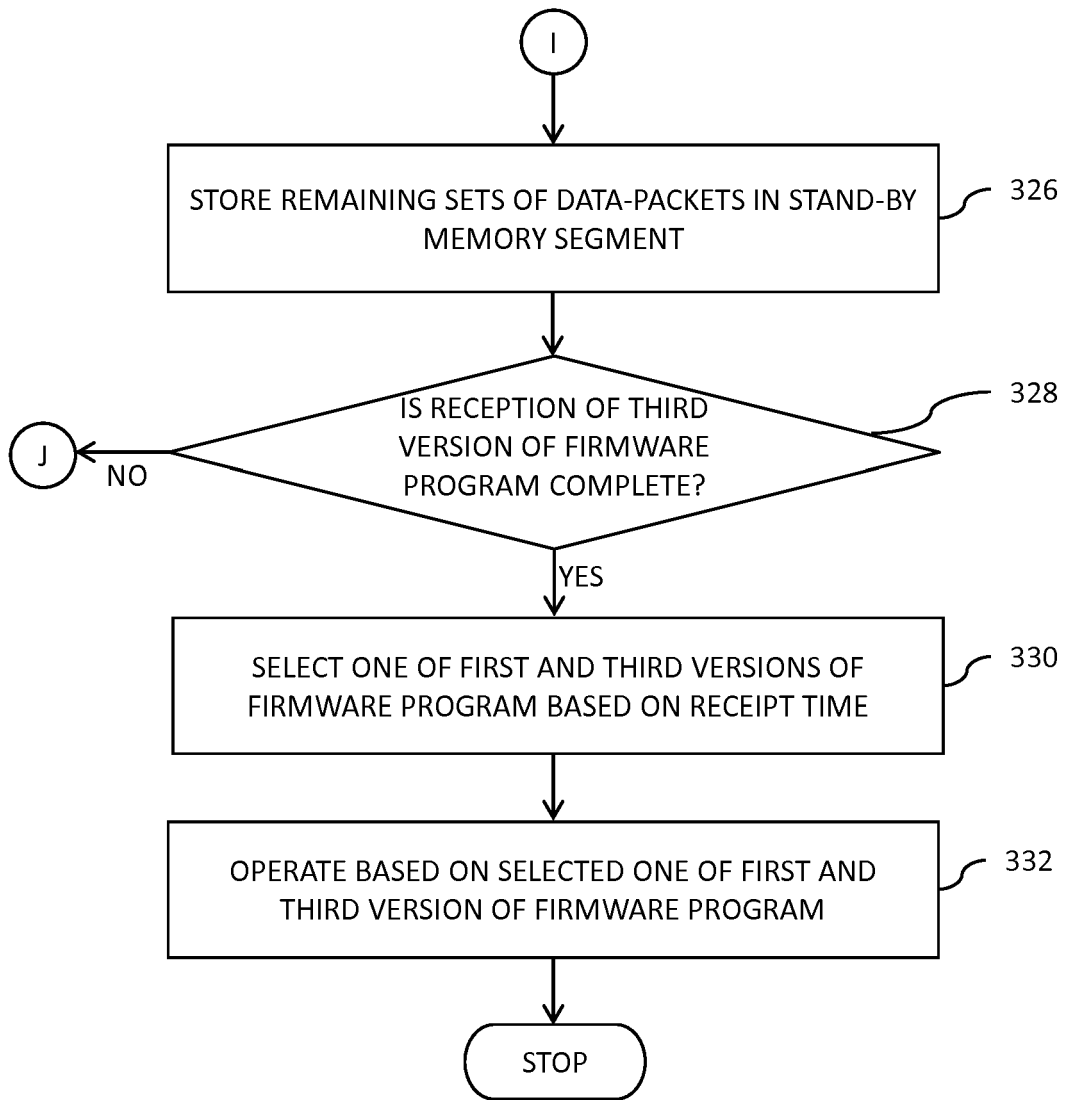 I
STORE REMAINING SETS OF DATA-PACKETS IN STAND-BY
MEMORY SEGMENT
326
IS RECEPTION OF THIRD
VERSION OF FIRMWARE
PROGRAM COMPLETE?
328
J
NO
YES
SELECT ONE OF FIRST AND THIRD VERSIONS OF
FIRMWARE PROGRAM BASED ON RECEIPT TIME
330
OPERATE BASED ON SELECTED ONE OF FIRST AND
THIRD VERSION OF FIRMWARE PROGRAM
332
STOP